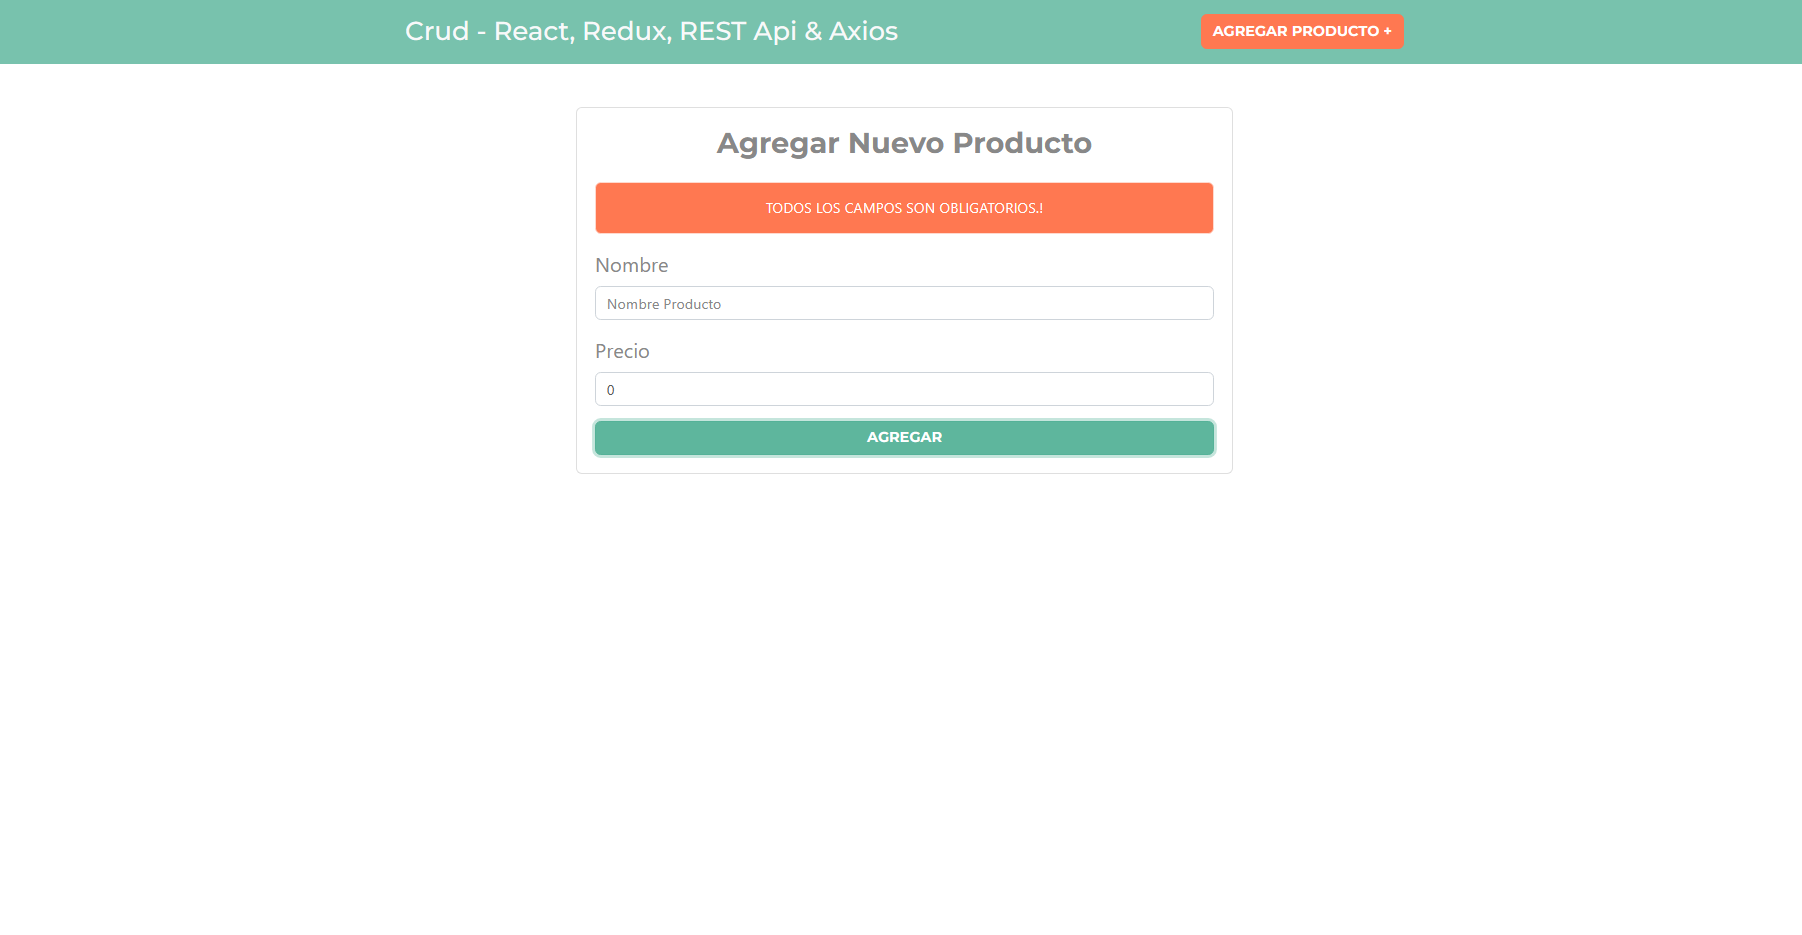 Crud - React, Redux, REST Api & Axios
AGREGAR PRODUCTO +
Agregar Nuevo Producto
TODOS LOS CAMPOS SON OBLIGATORIOS.!
Nombre
Nombre Producto
Precio
0
AGREGAR